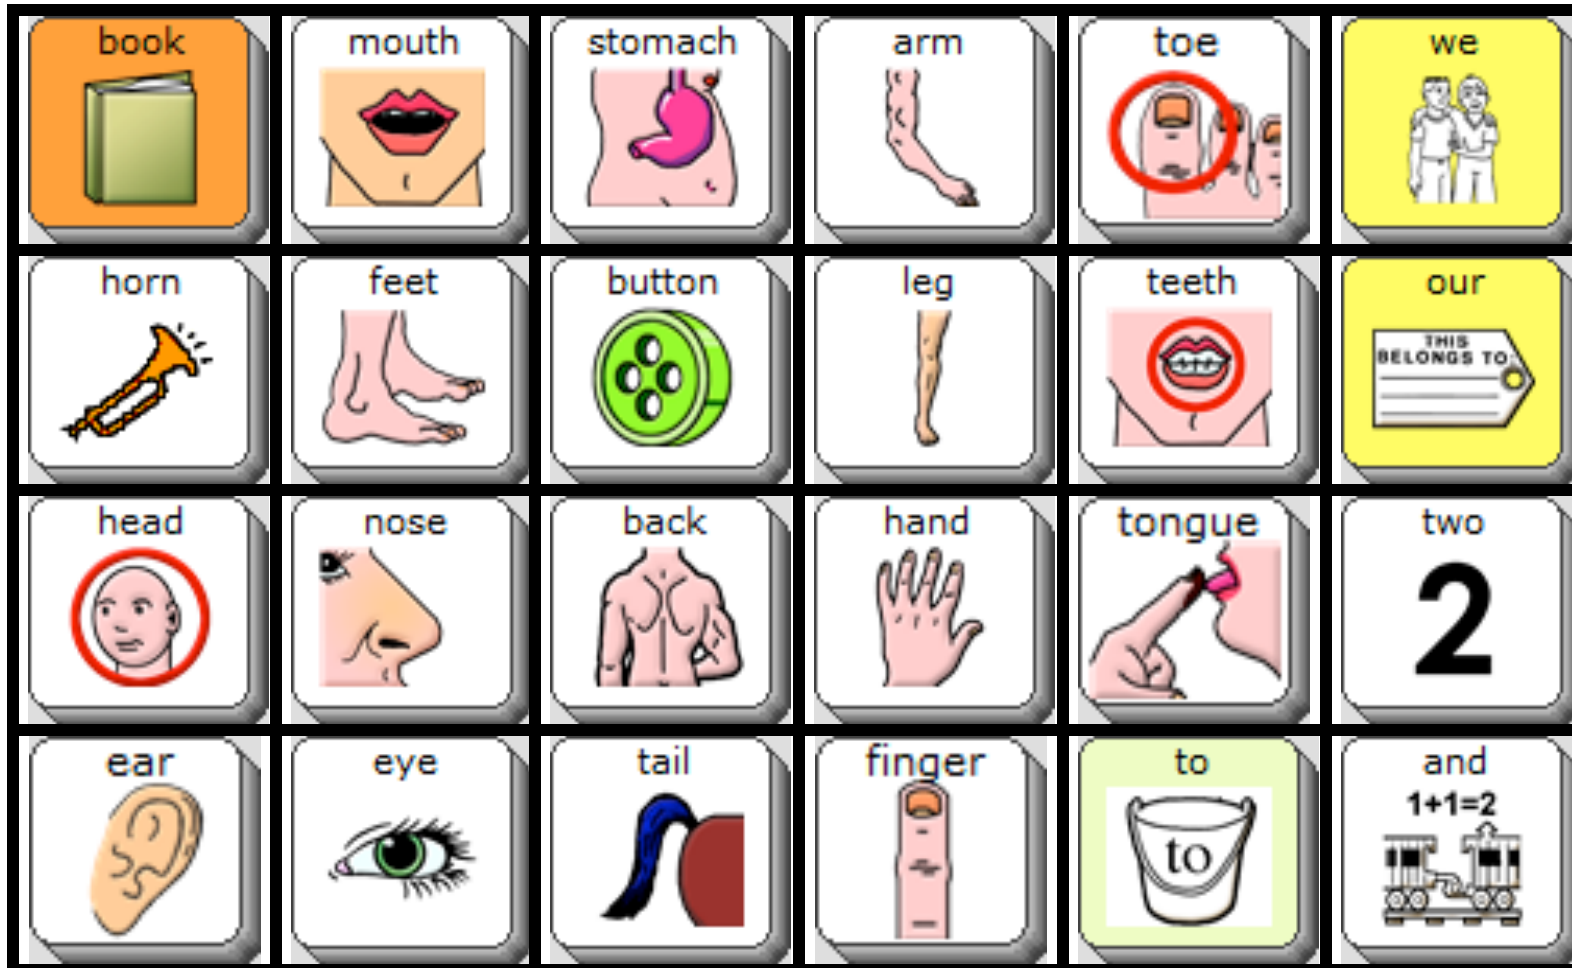 book
mouth
stomach
arm
toe
we
horn
feet
button
leg
teeth
our
THIS
BELONGS TO:
head
nose
back
hand
tongue
two
2
ear
eye
tail
finger
to
to
and
1+1=2